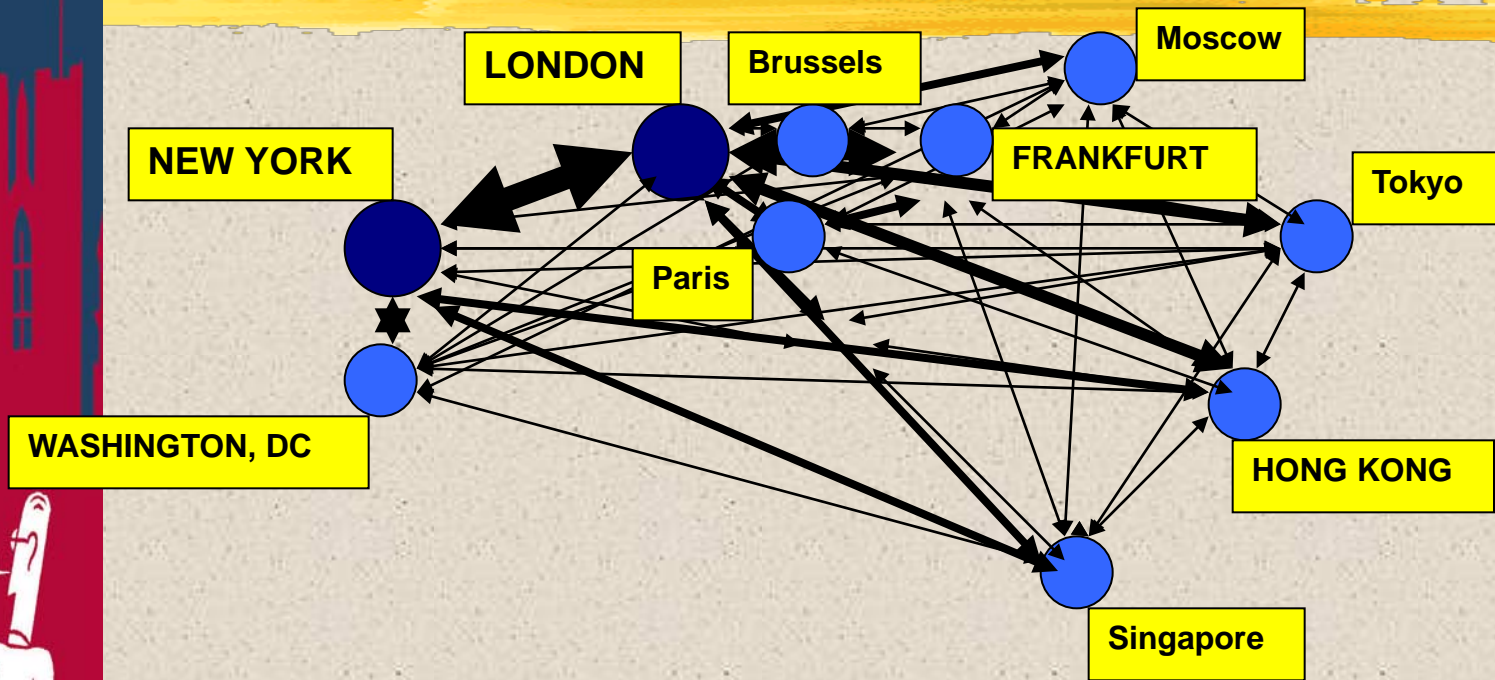 Moscow
LONDON
Brussels
NEW YORK
FRANKFURT
Tokyo
Paris
WASHINGTON, DC
HONG KONG
Singapore